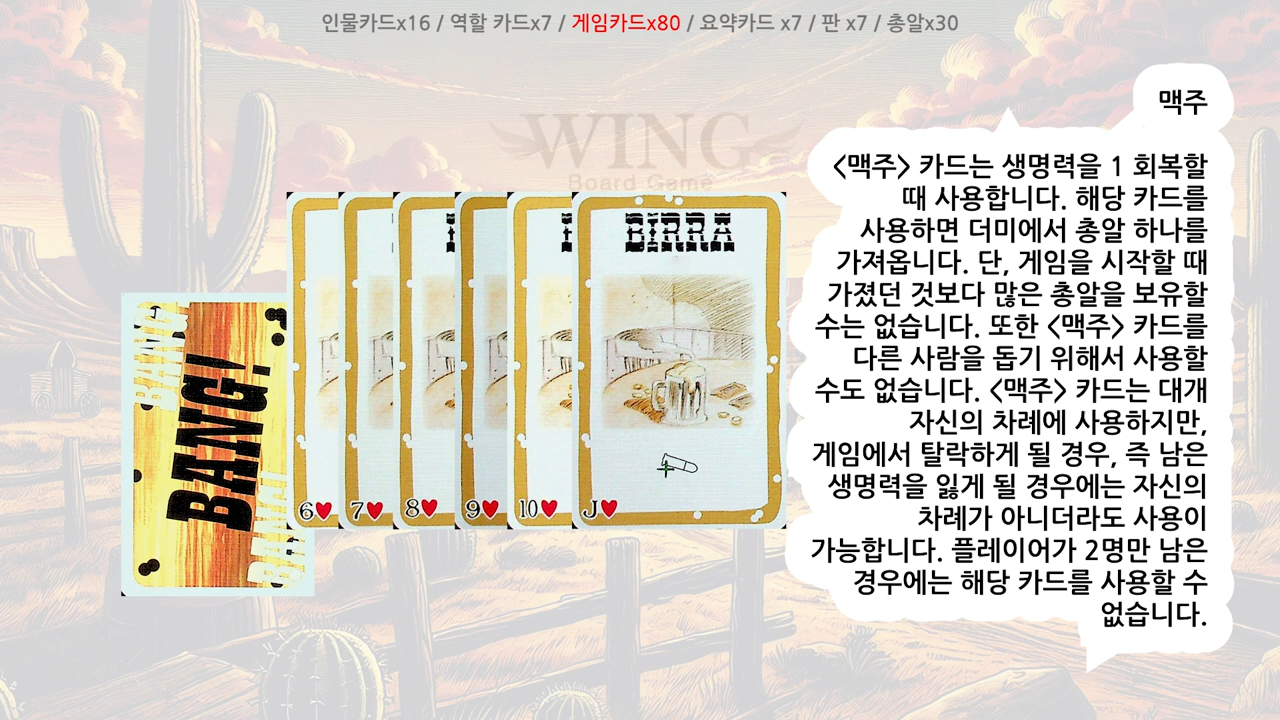 인물카드x16 / 역할 카드x7 / 게임카드x80 / 요약카드 x7 / 판 x7 / 총알x30
WING
Board Game
맥주
<맥주> 카드는 생명력을 1 회복할
때 사용합니다. 해당 카드를
사용하면 더미에서 총알 하나를
가져옵니다. 단, 게임을 시작할 때
가졌던 것보다 많은 총알을 보유할
수는 없습니다. 또한 <맥주> 카드를
다른 사람을 돕기 위해서 사용할
수도 없습니다. <맥주> 카드는 대개
자신의 차례에 사용하지만,
게임에서 탈락하게 될 경우, 즉 남은
생명력을 잃게 될 경우에는 자신의
차례가 아니더라도 사용이
가능합니다. 플레이어가 2명만 남은
경우에는 해당 카드를 사용할 수
없습니다.
BANG
BANG!
BANG!
BIRRA
6♥ 7♥ 8♥ 9♥ 10♥ J♥